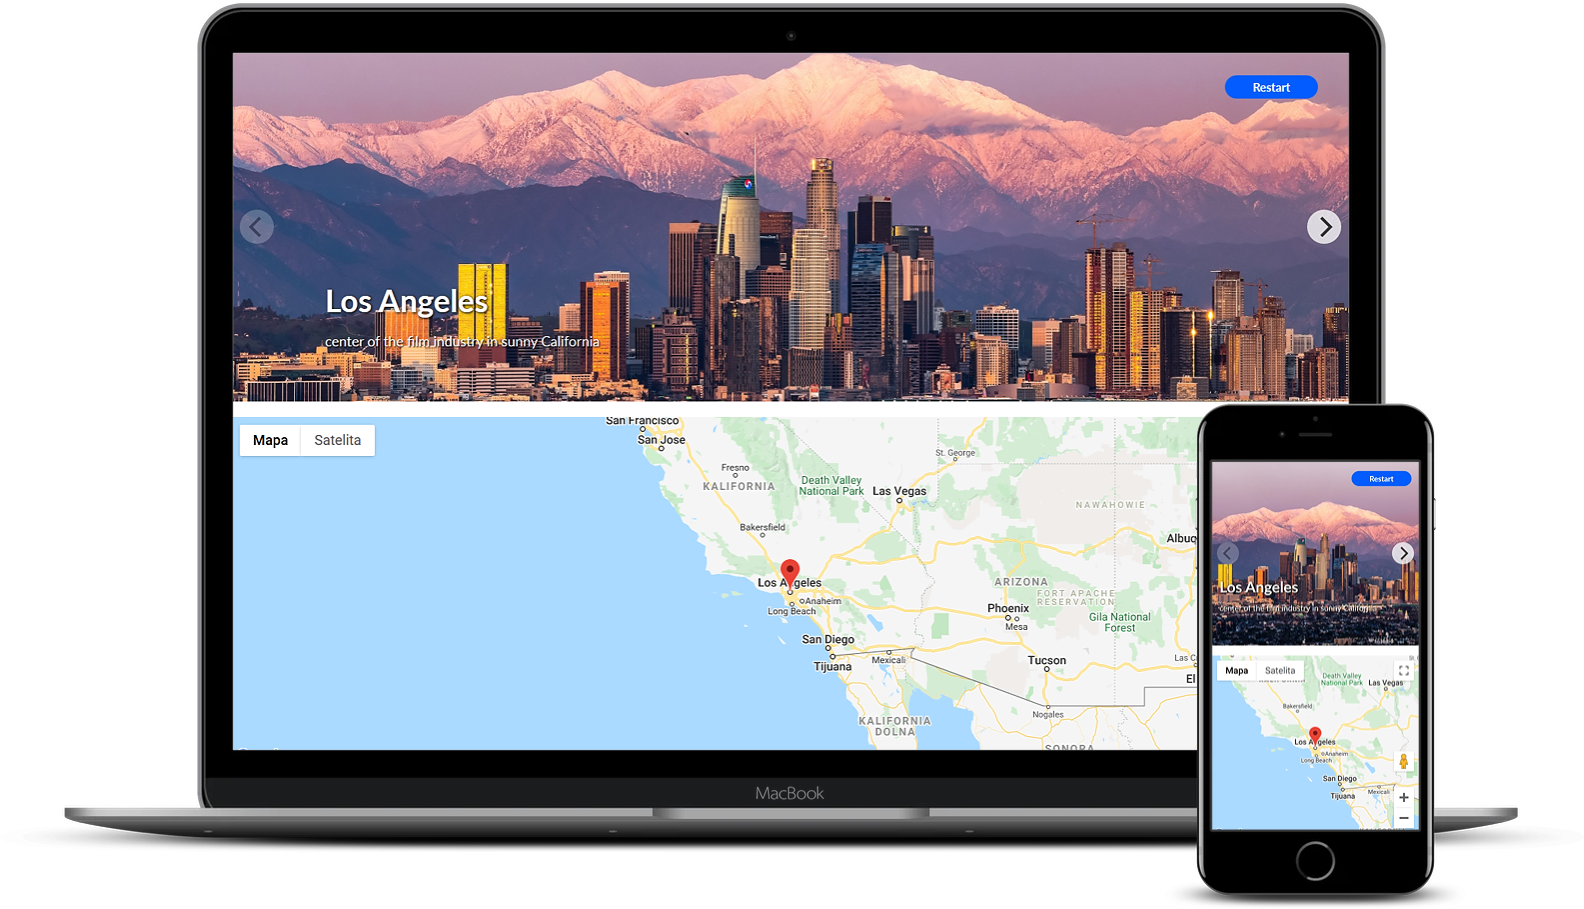 Restart
Los Angeles
center of the film industry in sunny California
Mapa
Satelita
San Francisco
San Jose
Fresno
KALIFORNIA
Death Valley
National Park
St. George
Las Vegas
NAWAHOWIE
Bakersfield
Albuq
Los Angeles
Anaheim
Long Beach
ARIZONA
FORT APACHE
RESERVATION
Phoenix
Mesa
Gila National
Forest
San Diego
Tijuana
Mexicali
Tucson
Las C
El
Nogales
KALIFORNIA
DOLNA
SONORA
MacBook
Restart
Los Angeles
center of the film industry in sunny California
Mapa
Satelita
Death Valley
National Park
Las Vegas
Bakersfield
Los Angeles
Anaheim
Long Beach
San Diego
Tijuana
Mexicali